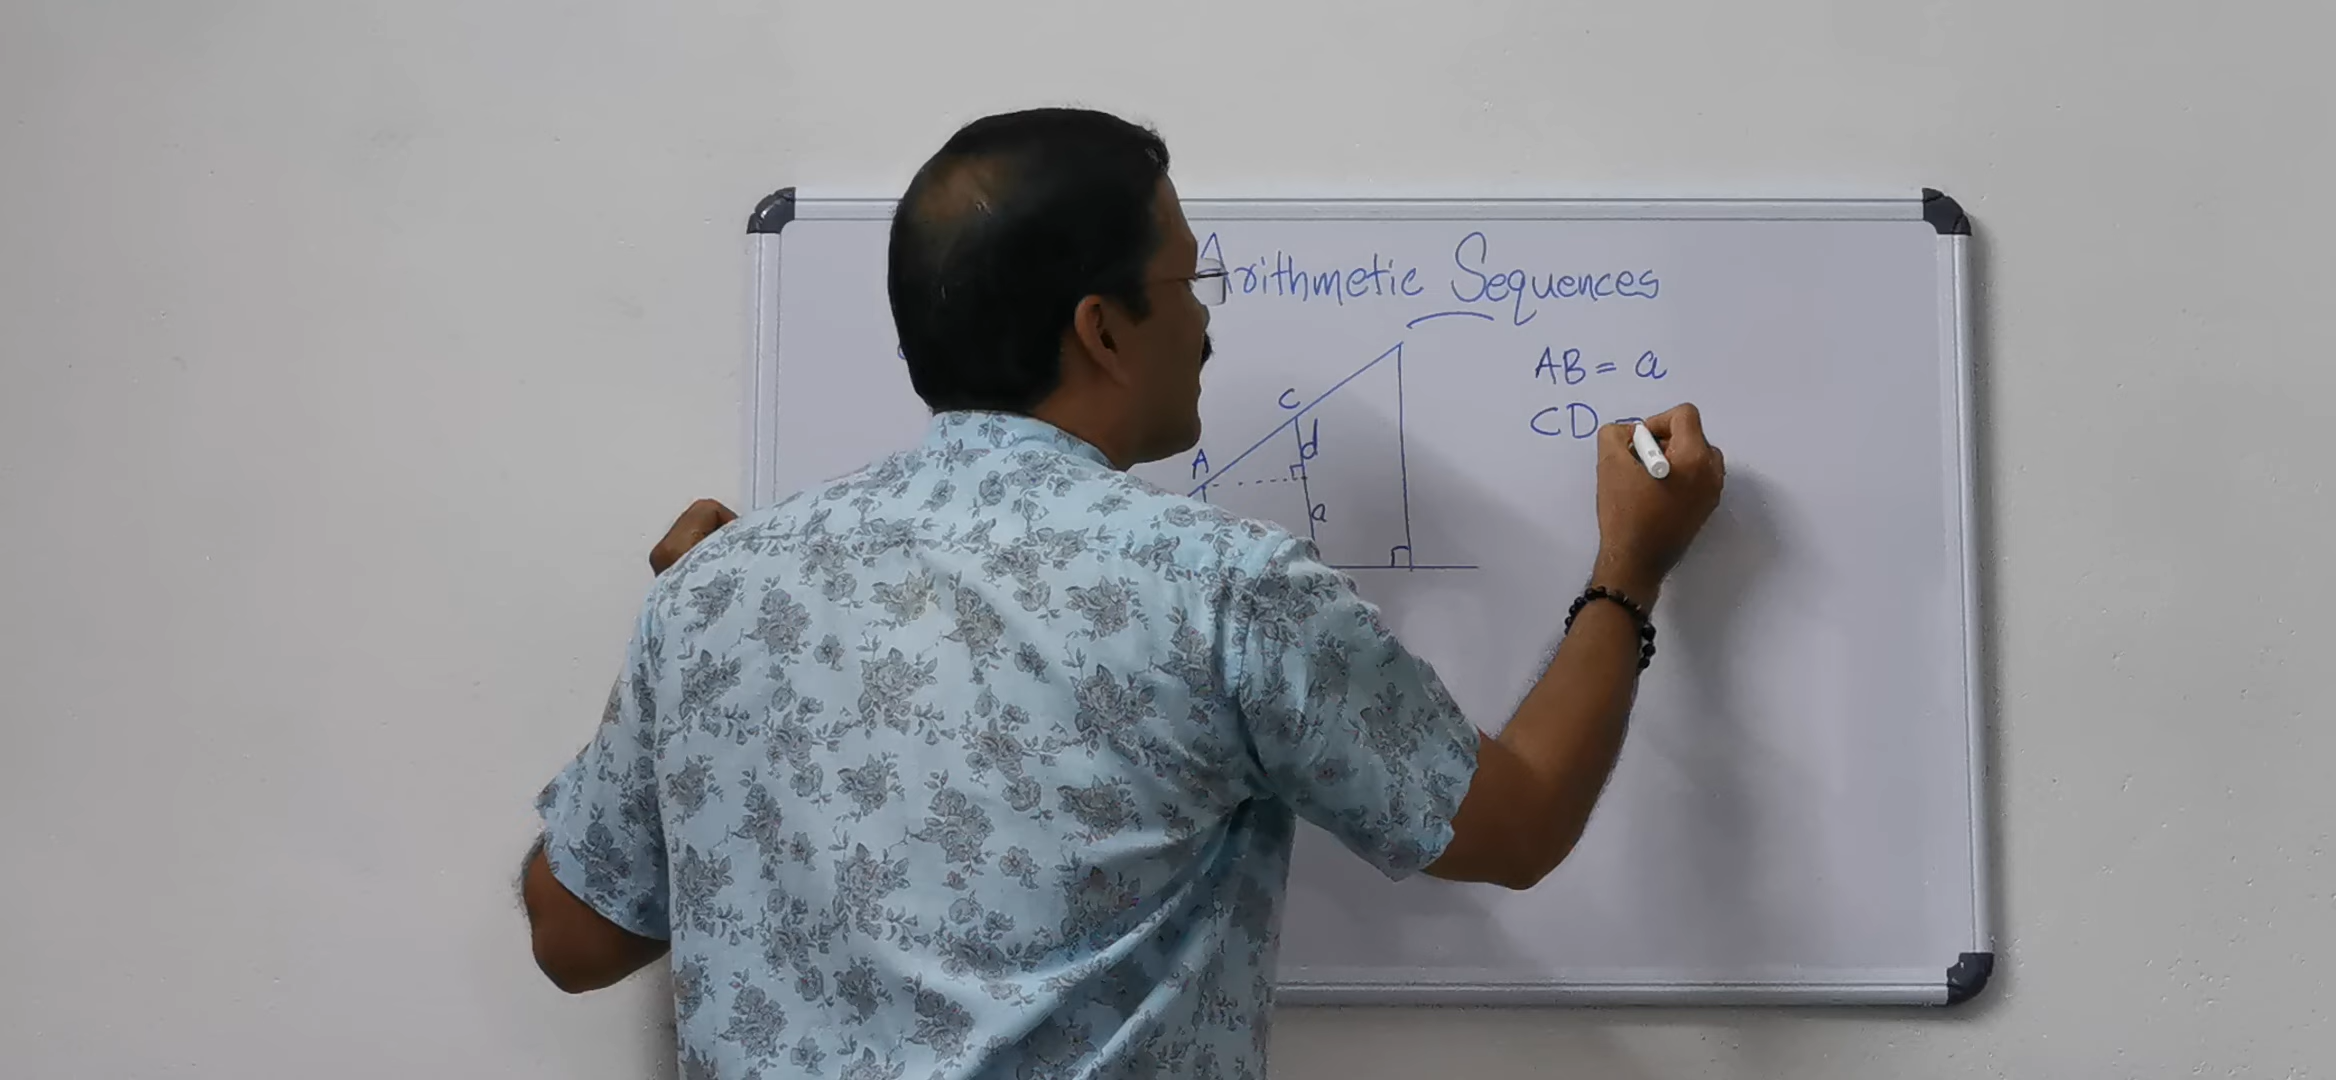 Arithmetic Sequences
AB = a
C
CD =
d
A
a